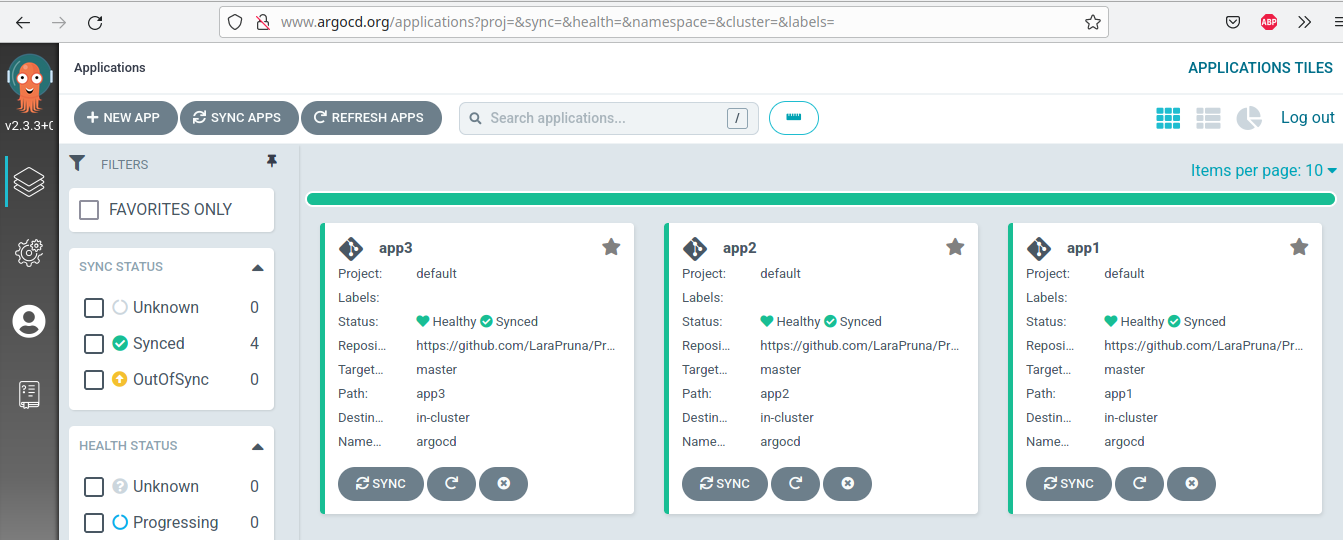 www.argocd.org/applications?proj=&sync=&health=&namespace=&cluster=&labels=
ABP
Applications
APPLICATIONS TILES
v2.3.3+
NEW APP
SYNC APPS
REFRESH APPS
Search applications...
/
Log out
FILTERS
Items per page: 10
FAVORITES ONLY
SYNC STATUS
Unknown 0
Synced 4
OutOfSync 0
HEALTH STATUS
Unknown 0
Progressing 0
app3
Project: default
Labels:
Status: Healthy Synced
Reposi... https://github.com/LaraPruna/Pr...
Target... master
Path: app3
Destin... in-cluster
Name... argocd
SYNC
app2
Project: default
Labels:
Status: Healthy Synced
Reposi... https://github.com/LaraPruna/Pr...
Target... master
Path: app2
Destin... in-cluster
Name... argocd
SYNC
app1
Project: default
Labels:
Status: Healthy Synced
Reposi... https://github.com/LaraPruna/Pr...
Target... master
Path: app1
Destin... in-cluster
Name... argocd
SYNC